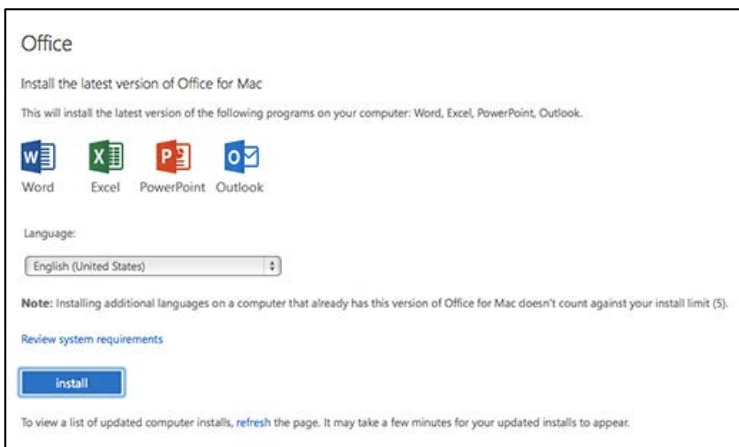 Office
Install the latest version of Office for Mac
This will install the latest version of the following programs on your computer: Word, Excel, PowerPoint, Outlook.
Word Excel PowerPoint Outlook
Language:
English (United States)
Note: Installing additional languages on a computer that already has this version of Office for Mac doesn't count against your install limit (5).
Review system requirements
install
To view a list of updated computer installs, refresh the page. It may take a few minutes for your updated installs to appear.